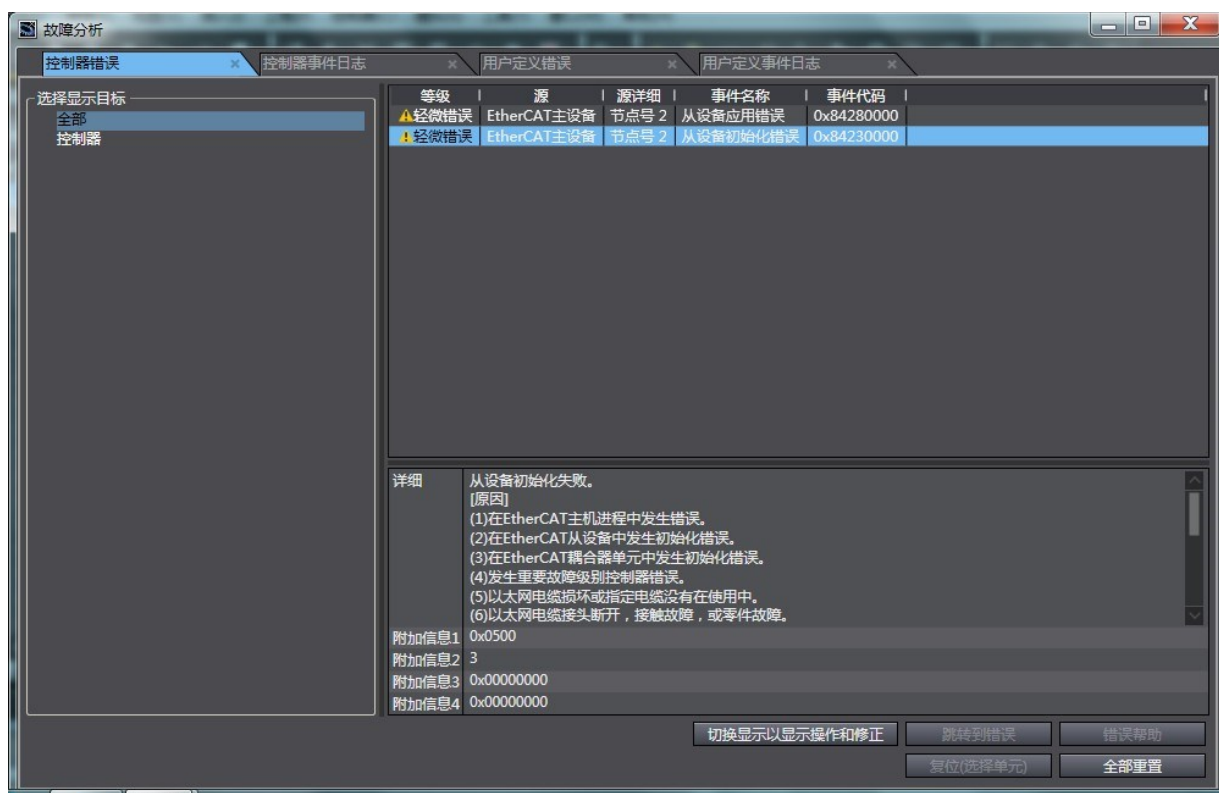 故障分析
控制器错误
控制器事件日志
用户定义错误
用户定义事件日志
选择显示目标
全部
控制器
等级 源 源详细 事件名称 事件代码
轻微错误 EtherCAT主设备 节点号 2 从设备应用错误 0x84280000
轻微错误 EtherCAT主设备 节点号 2 从设备初始化错误 0x84230000
详细 从设备初始化失败。
[原因]
(1)在EtherCAT主机进程中发生错误。
(2)在EtherCAT从设备中发生初始化错误。
(3)在EtherCAT耦合器单元中发生初始化错误。
(4)发生重要故障级别控制器错误。
(5)以太网电缆损坏或指定电缆没有在使用中。
(6)以太网电缆接头断开，接触故障，或零件故障。
附加信息1 0x0500
附加信息2 3
附加信息3 0x00000000
附加信息4 0x00000000
切换显示以显示操作和修正 跳转到错误 错误帮助
复位(选择单元) 全部重置